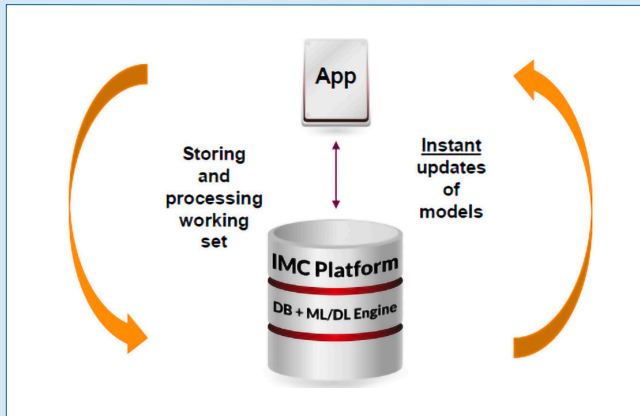 App
Storing
and
processing
working
set
Instant
updates
of
models
IMC Platform
DB + ML/DL Engine